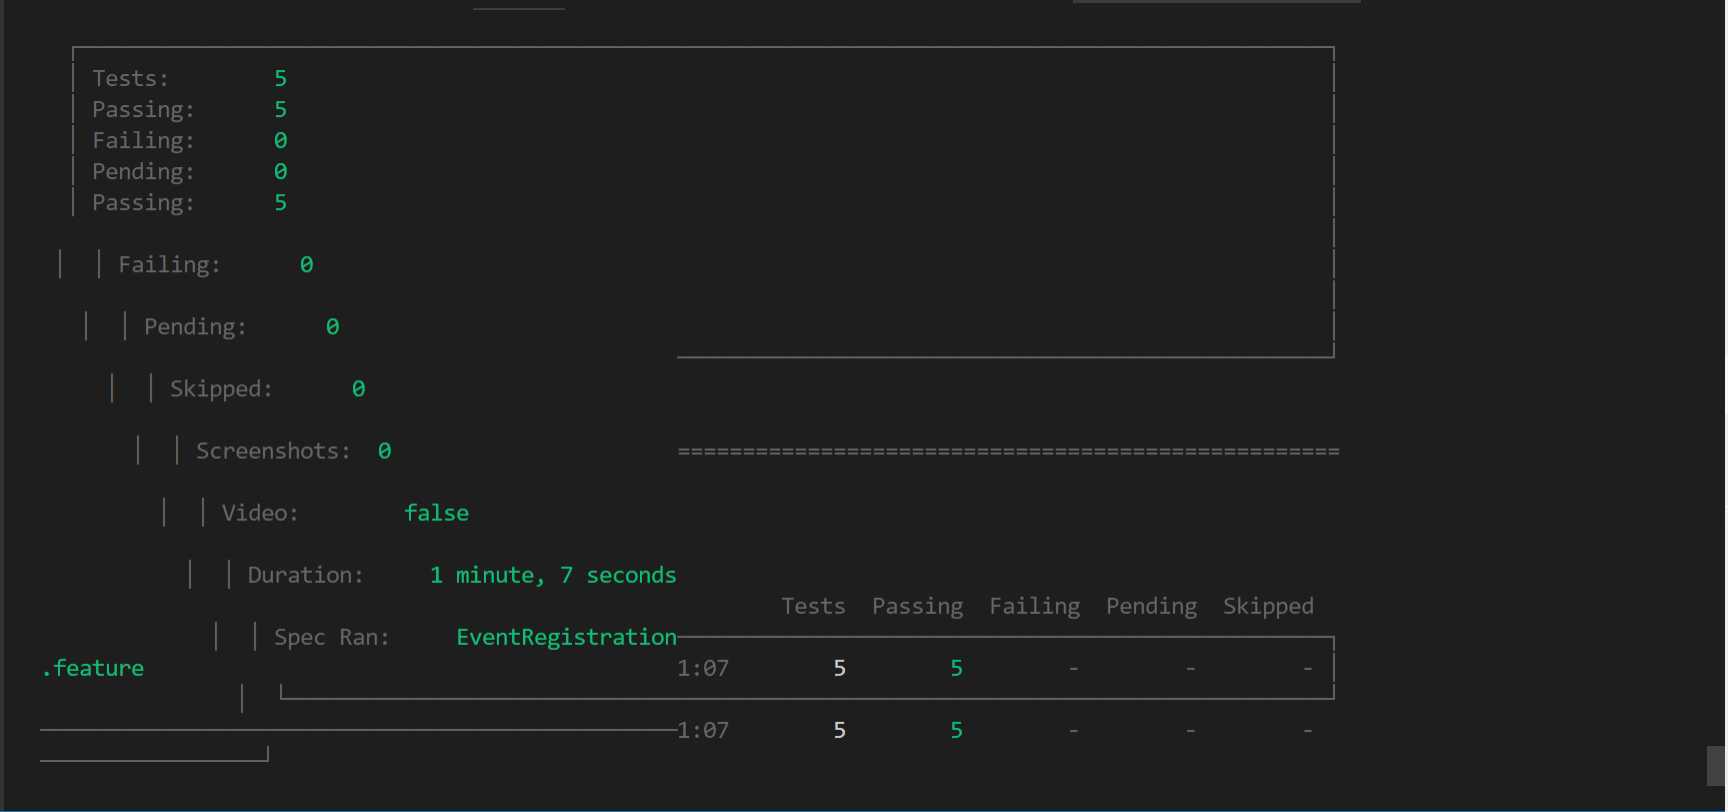 Tests: 5
Passing: 5
Failing: 0
Pending: 0
Passing: 5
Failing: 0
Pending: 0
Skipped: 0
Screenshots: 0
===================================================
Video: false
Duration: 1 minute, 7 seconds
Tests Passing Failing Pending Skipped
Spec Ran: EventRegistration
.feature 1:07 5 5 - - -
1:07 5 5 - - -